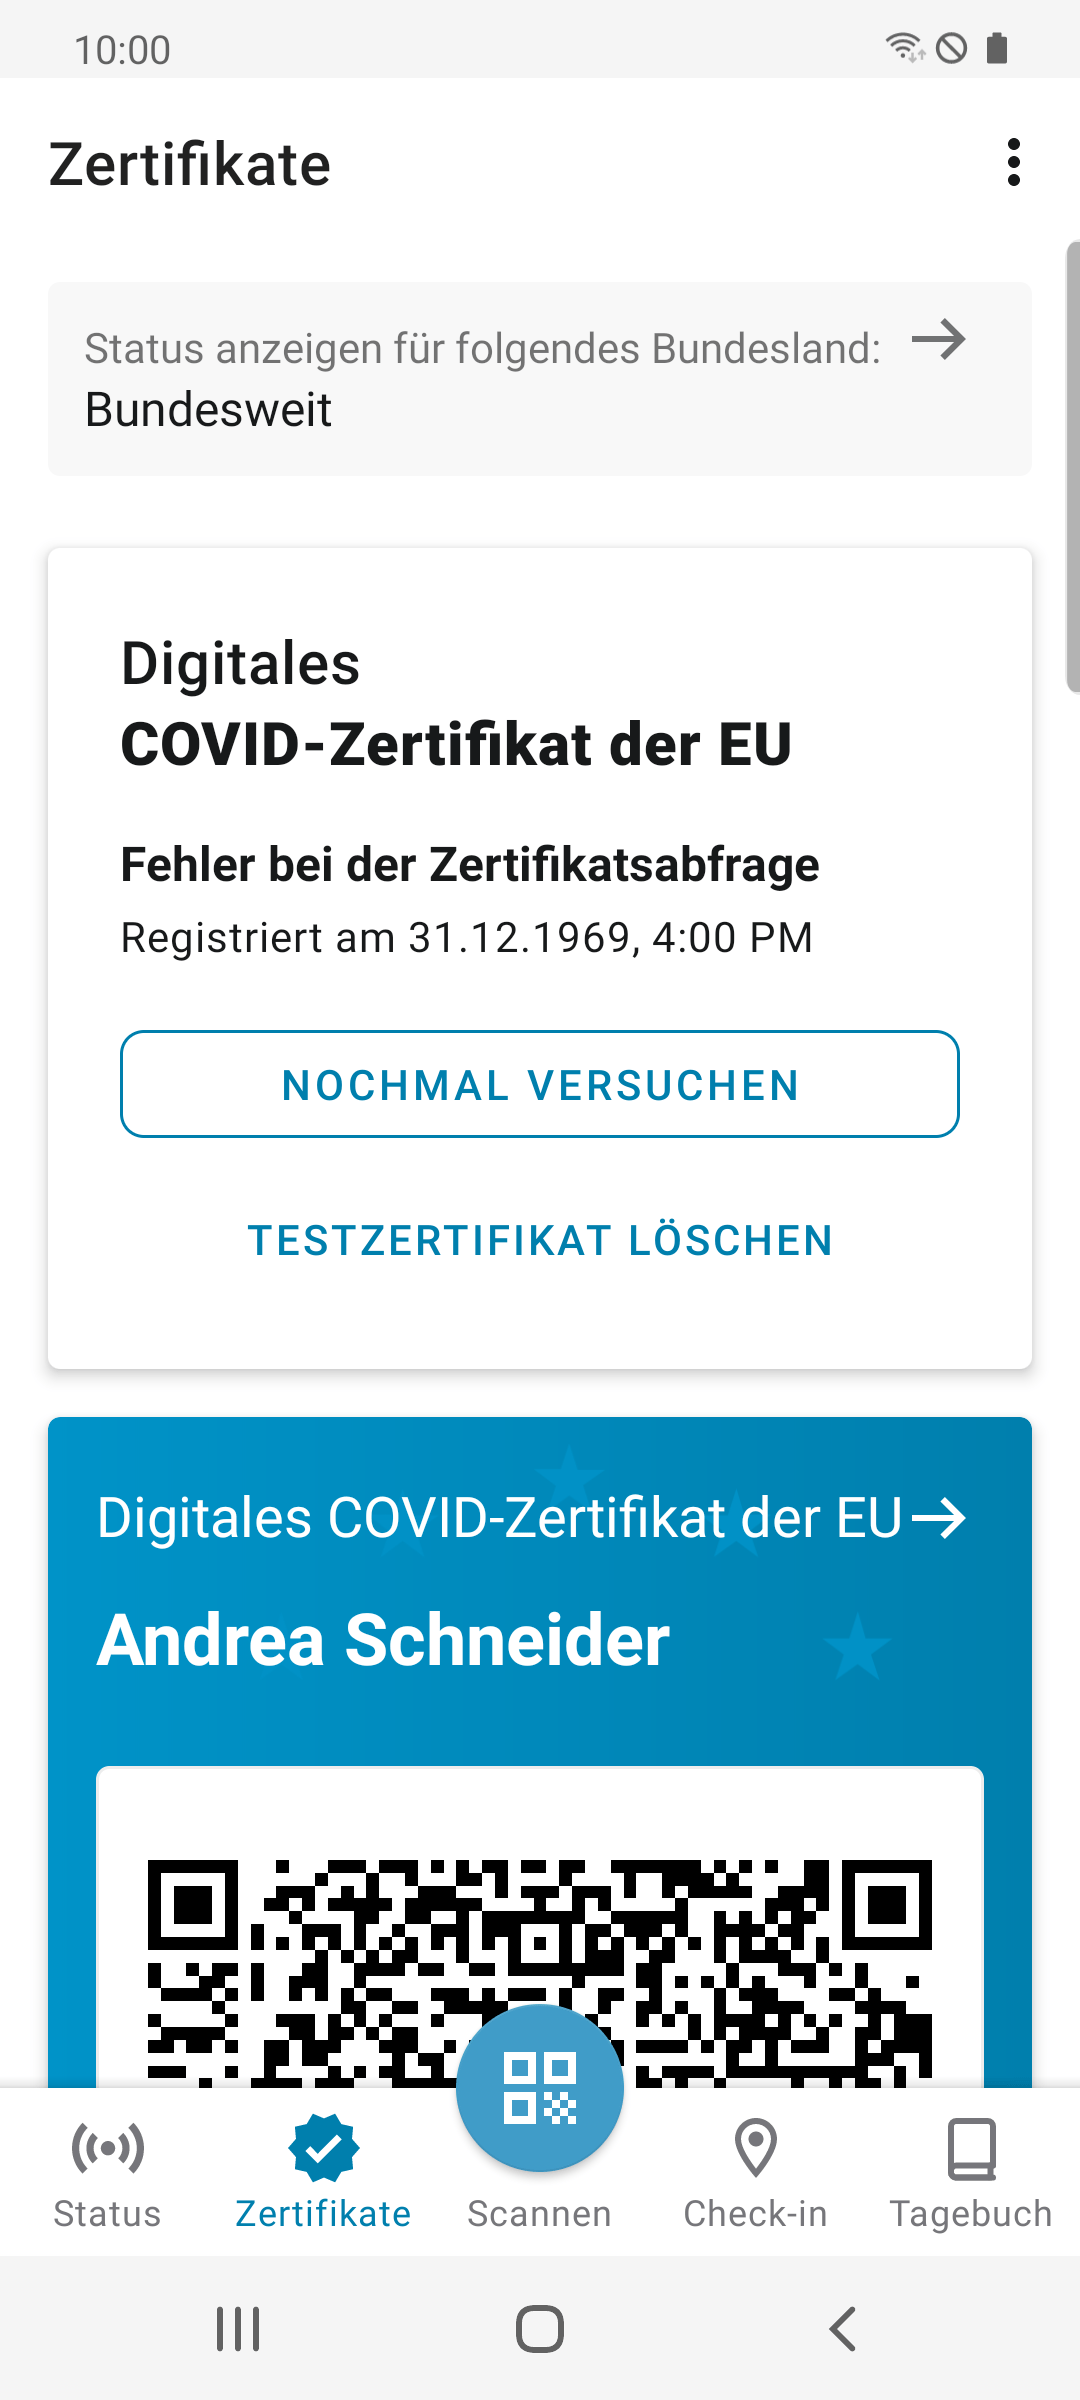 10:00
Zertifikate
Status anzeigen für folgendes Bundesland:
Bundesweit
Digitales
COVID-Zertifikat der EU
Fehler bei der Zertifikatsabfrage
Registriert am 31.12.1969, 4:00 PM
NOCHMAL VERSUCHEN
TESTZERTIFIKAT LÖSCHEN
Digitales COVID-Zertifikat der EU
Andrea Schneider
Status
Zertifikate
Scannen
Check-in
Tagebuch